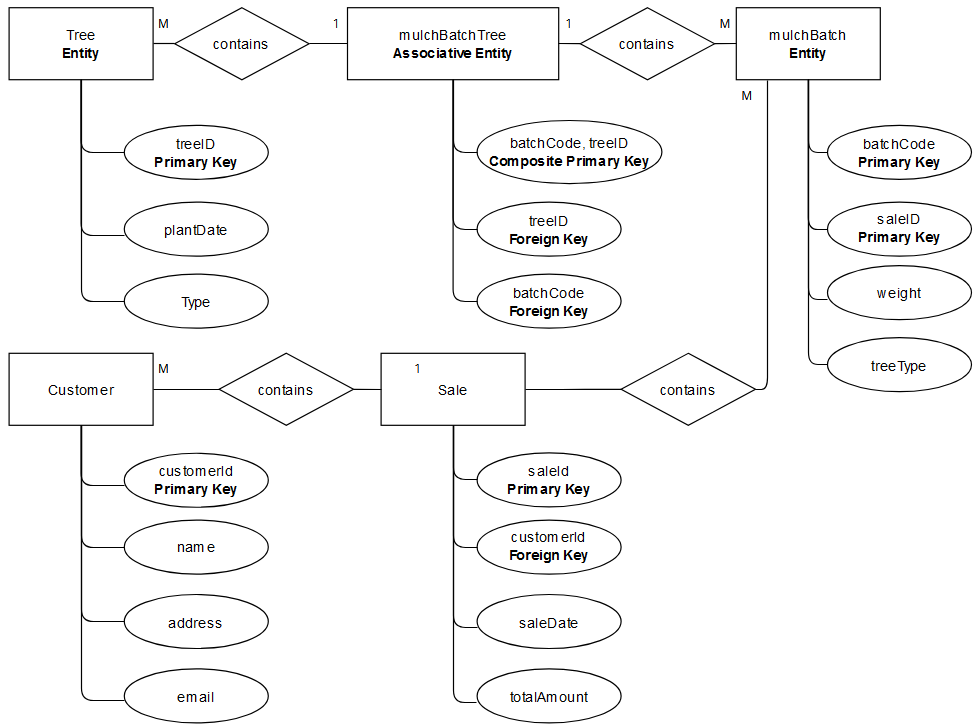 Tree
Entity
M
contains
1
mulchBatchTree
Associative Entity
1
contains
M
mulchBatch
Entity
M
treeID
Primary Key
plantDate
Type
batchCode, treeID
Composite Primary Key
treeID
Foreign Key
batchCode
Foreign Key
batchCode
Primary Key
saleID
Primary Key
weight
treeType
Customer
M
contains
1
Sale
contains
customerId
Primary Key
name
address
email
saleId
Primary Key
customerId
Foreign Key
saleDate
totalAmount